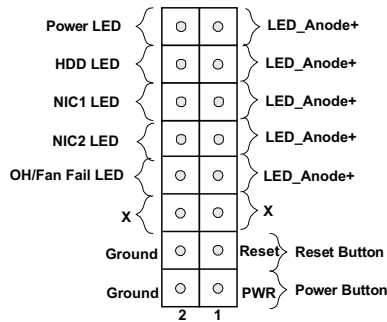 Power LED LED_Anode+
HDD LED LED_Anode+
NIC1 LED LED_Anode+
NIC2 LED LED_Anode+
OH/Fan Fail LED LED_Anode+
X X
Ground Reset Reset Button
Ground PWR Power Button
2 1